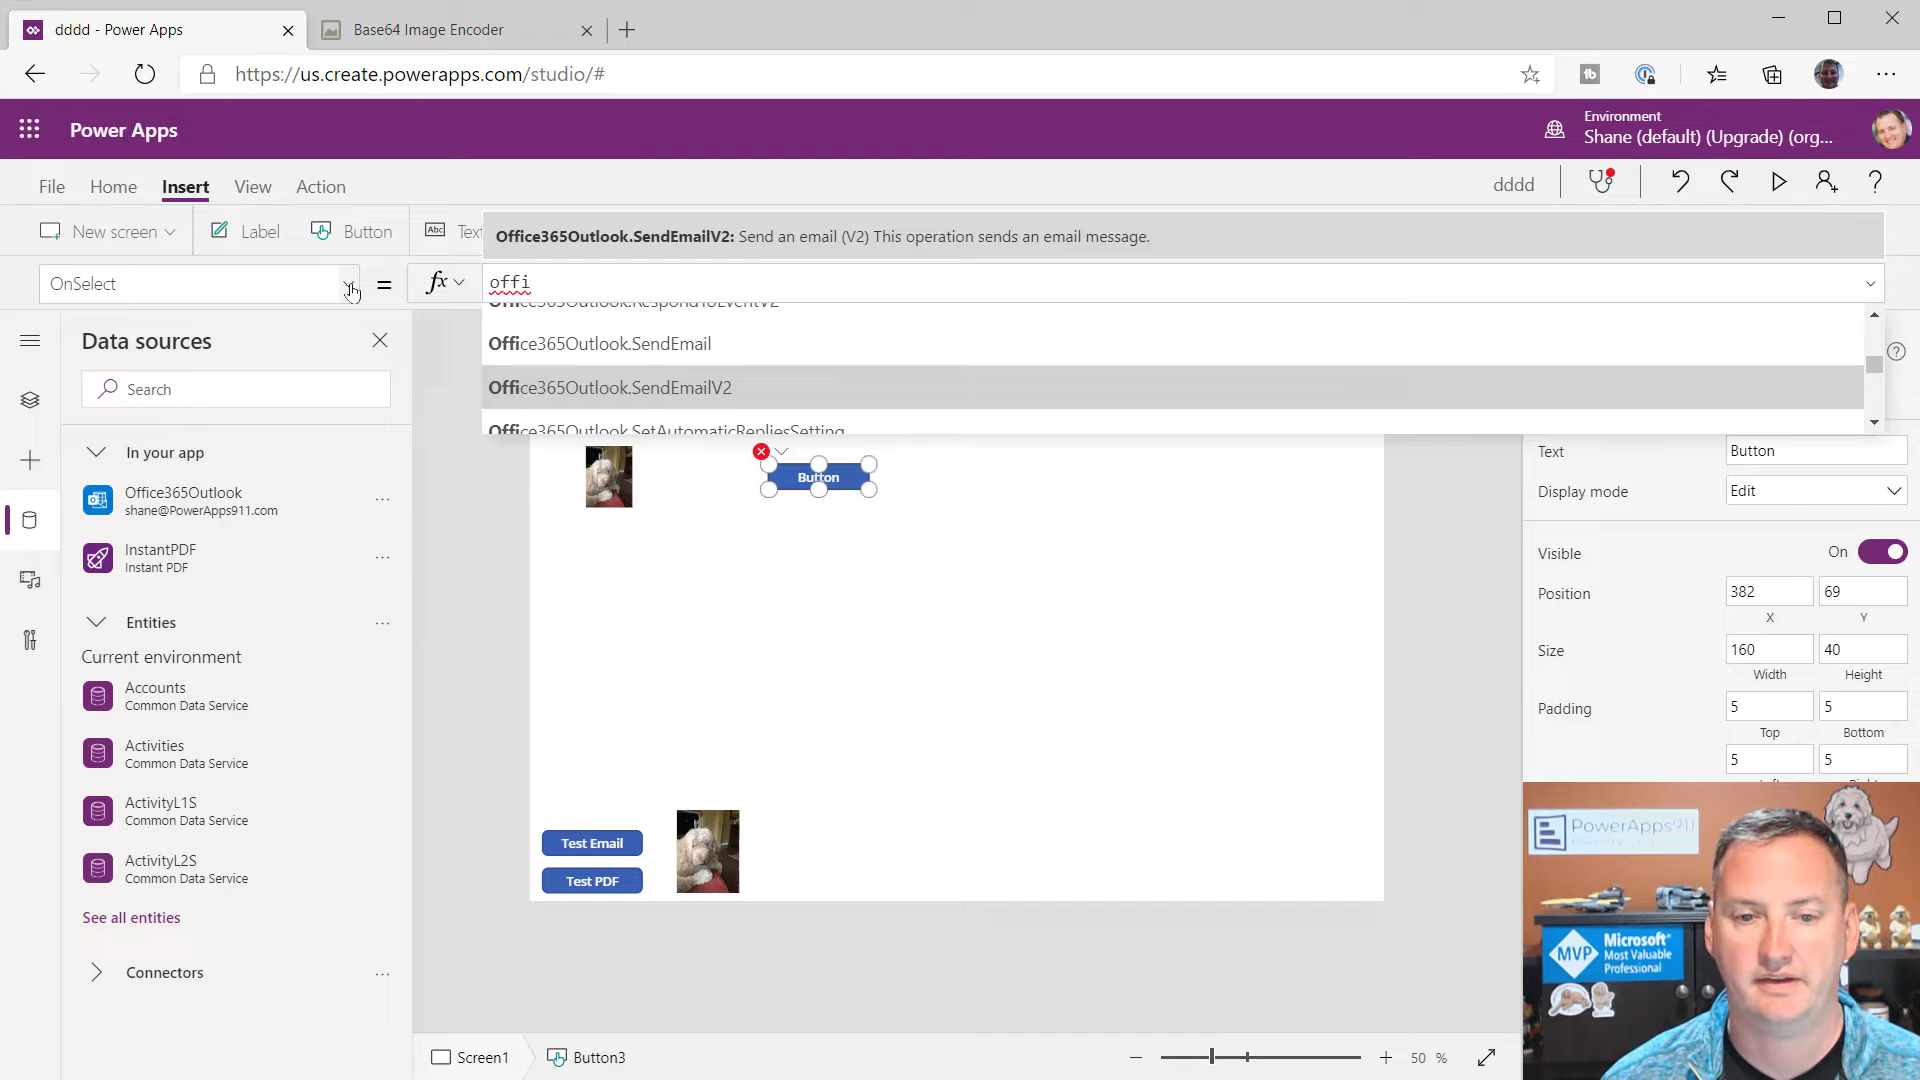 dddd - Power Apps
Base64 Image Encoder
https://us.create.powerapps.com/studio/#
Power Apps
Environment
Shane (default) (Upgrade) (org...
File
Home
Insert
View
Action
dddd
New screen
Label
Button
Abc
Office365Outlook.SendEmailV2: Send an email (V2) This operation sends an email message.
OnSelect
=
fx
offi
Office365Outlook.RespondToEventV2
Office365Outlook.SendEmail
Office365Outlook.SendEmailV2
Office365Outlook.SetAutomaticRepliesSetting
Data sources
Search
In your app
Office365Outlook
shane@PowerApps911.com
...
InstantPDF
Instant PDF
...
Entities
...
Current environment
Accounts
Common Data Service
Activities
Common Data Service
ActivityL1S
Common Data Service
ActivityL2S
Common Data Service
See all entities
Connectors
...
Button
Test Email
Test PDF
Text
Button
Display mode
Edit
Visible
On
Position
382
69
X
Y
Size
160
40
Width
Height
Padding
5
5
Top
Bottom
5
5
PowerApps911
MVP
Microsoft®
Most Valuable
Professional
Screen1
Button3
50 %